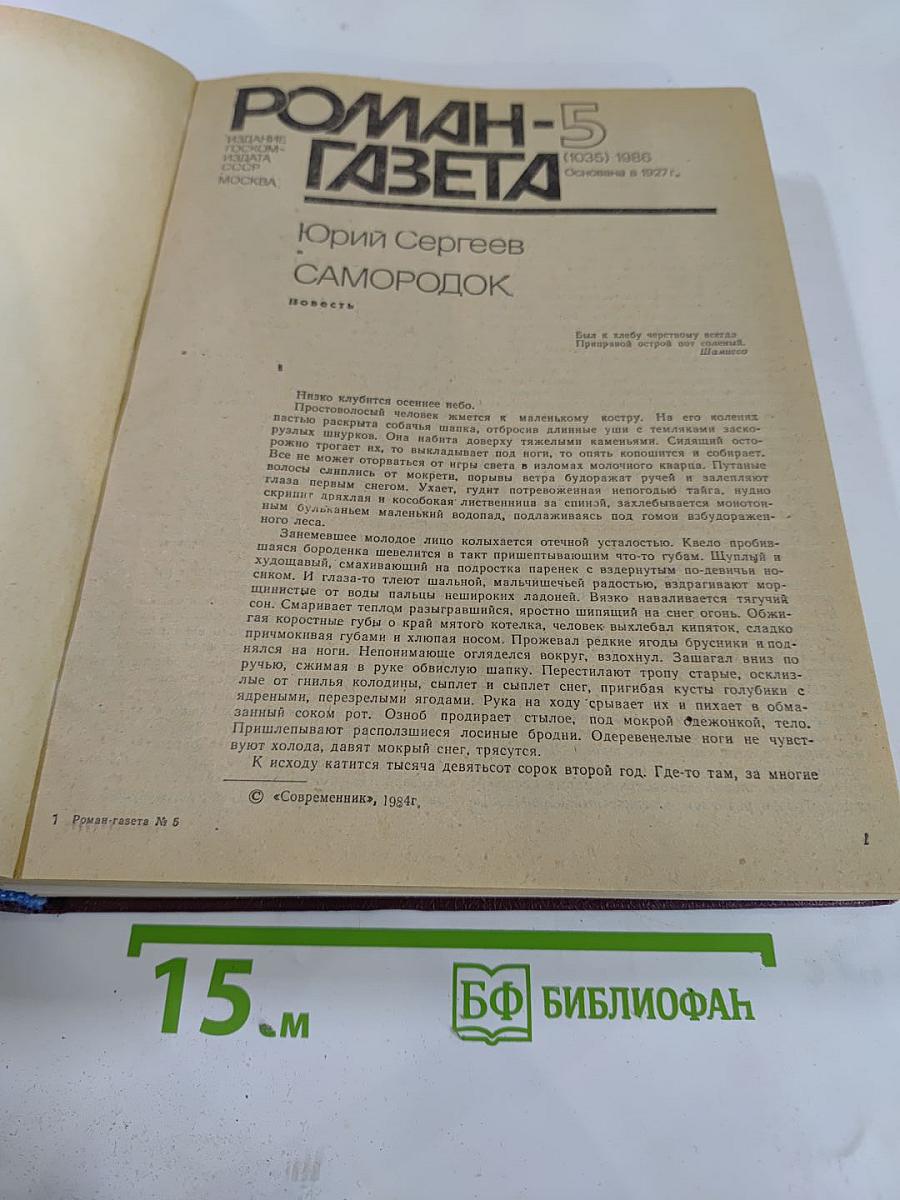 РОМАН-
ГАЗЕТА
5
ИЗДАНИЕ
ГОСКОМ-
ИЗДАТА
СССР
МОСКВА
(1035) 1986
Основана в 1927 г.
Юрий Сергеев
САМОРОДОК
Повесть
Был к хлебу черствому всегда
Приправой острой пот соленый.
Шамиссо
Низко клубится осеннее небо.
Простоволосый человек жмется к маленькому костру. На его коленях
пастью раскрыта собачья шапка, отбросив длинные уши с темляками заско-
рузлых шнурков. Она набита доверху тяжелыми каменьями. Сидящий осто-
рожно трогает их, то выкладывает под ноги, то опять копошится и собирает.
Все не может оторваться от игры света в изломах молочного кварца. Путаные
волосы слиплись от мокрети, порывы ветра будоражат ручей и залепляют
глаза первым снегом. Ухает, гудит потревоженная непогодью тайга, нудно
скрипит дряхлая и кособокая лиственница за спиной, захлебывается монотон-
ным бульканьем маленький водопад, подлаживаясь под гомон взбудоражен-
ного леса.
Занемевшее молодое лицо колыхается отечной усталостью. Квело пробив-
шаяся бороденка шевелится в такт пришептывающим что-то губам. Щуплый и
худощавый, смахивающий на подростка паренек с вздернутым по-девичьи но-
сиком. И глаза-то тлеют шальной, мальчишечьей радостью, вздрагивают мор-
щинистые от воды пальцы нешироких ладоней. Вязко наваливается тягучий
сон. Смаривает теплом разыгравшийся, яростно шипящий на снег огонь. Обжи-
гая коростные губы о край мятого котелка, человек выхлебал кипяток, сладко
причмокивая губами и хлюпая носом. Прожевал редкие ягоды брусники и под-
нялся на ноги. Непонимающе огляделся вокруг, вздохнул. Зашагал вниз по
ручью, сжимая в руке обвислую шапку. Перестилают тропу старые, осклиз-
лые от гнилья колодины, сыплет и сыплет снег, пригибая кусты голубики с
ядреными, перезрелыми ягодами. Рука на ходу срывает их и пихает в обма-
занный соком рот. Озноб продирает стылое, под мокрой одежонкой, тело.
Пришлепывают расползшиеся лосиные бродни. Одеревенелые ноги не чувст-
вуют холода, давят мокрый снег, трясутся.
К исходу катится тысяча девятьсот сорок второй год. Где-то там, за многие
© «Современник», 1984г.
1 Роман-газета № 5
1
15 см
БФ БИБЛИОФАН